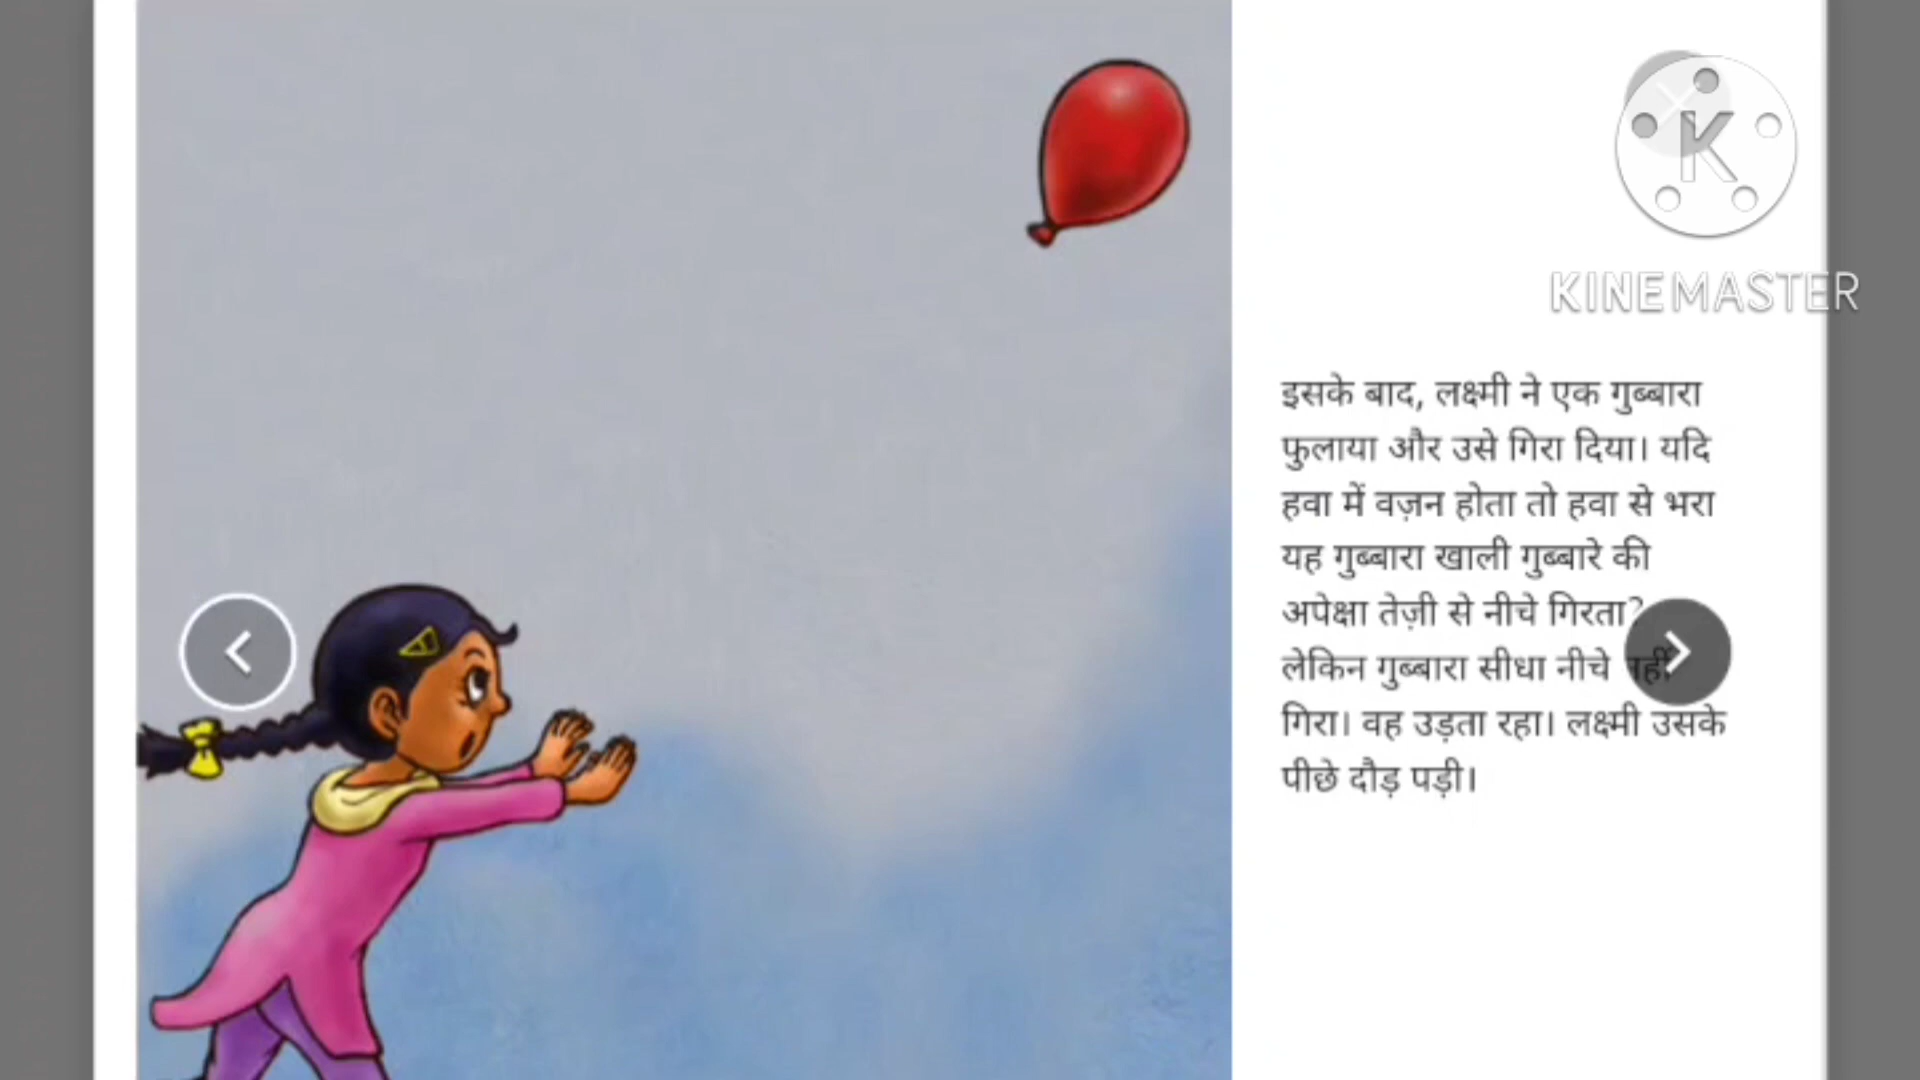 KINEMASTER
इसके बाद, लक्ष्मी ने एक गुब्बारा
फुलाया और उसे गिरा दिया। यदि
हवा में वज़न होता तो हवा से भरा
यह गुब्बारा खाली गुब्बारे की
अपेक्षा तेज़ी से नीचे गिरता?
लेकिन गुब्बारा सीधा नीचे नहीं
गिरा। वह उड़ता रहा। लक्ष्मी उसके
पीछे दौड़ पड़ी।